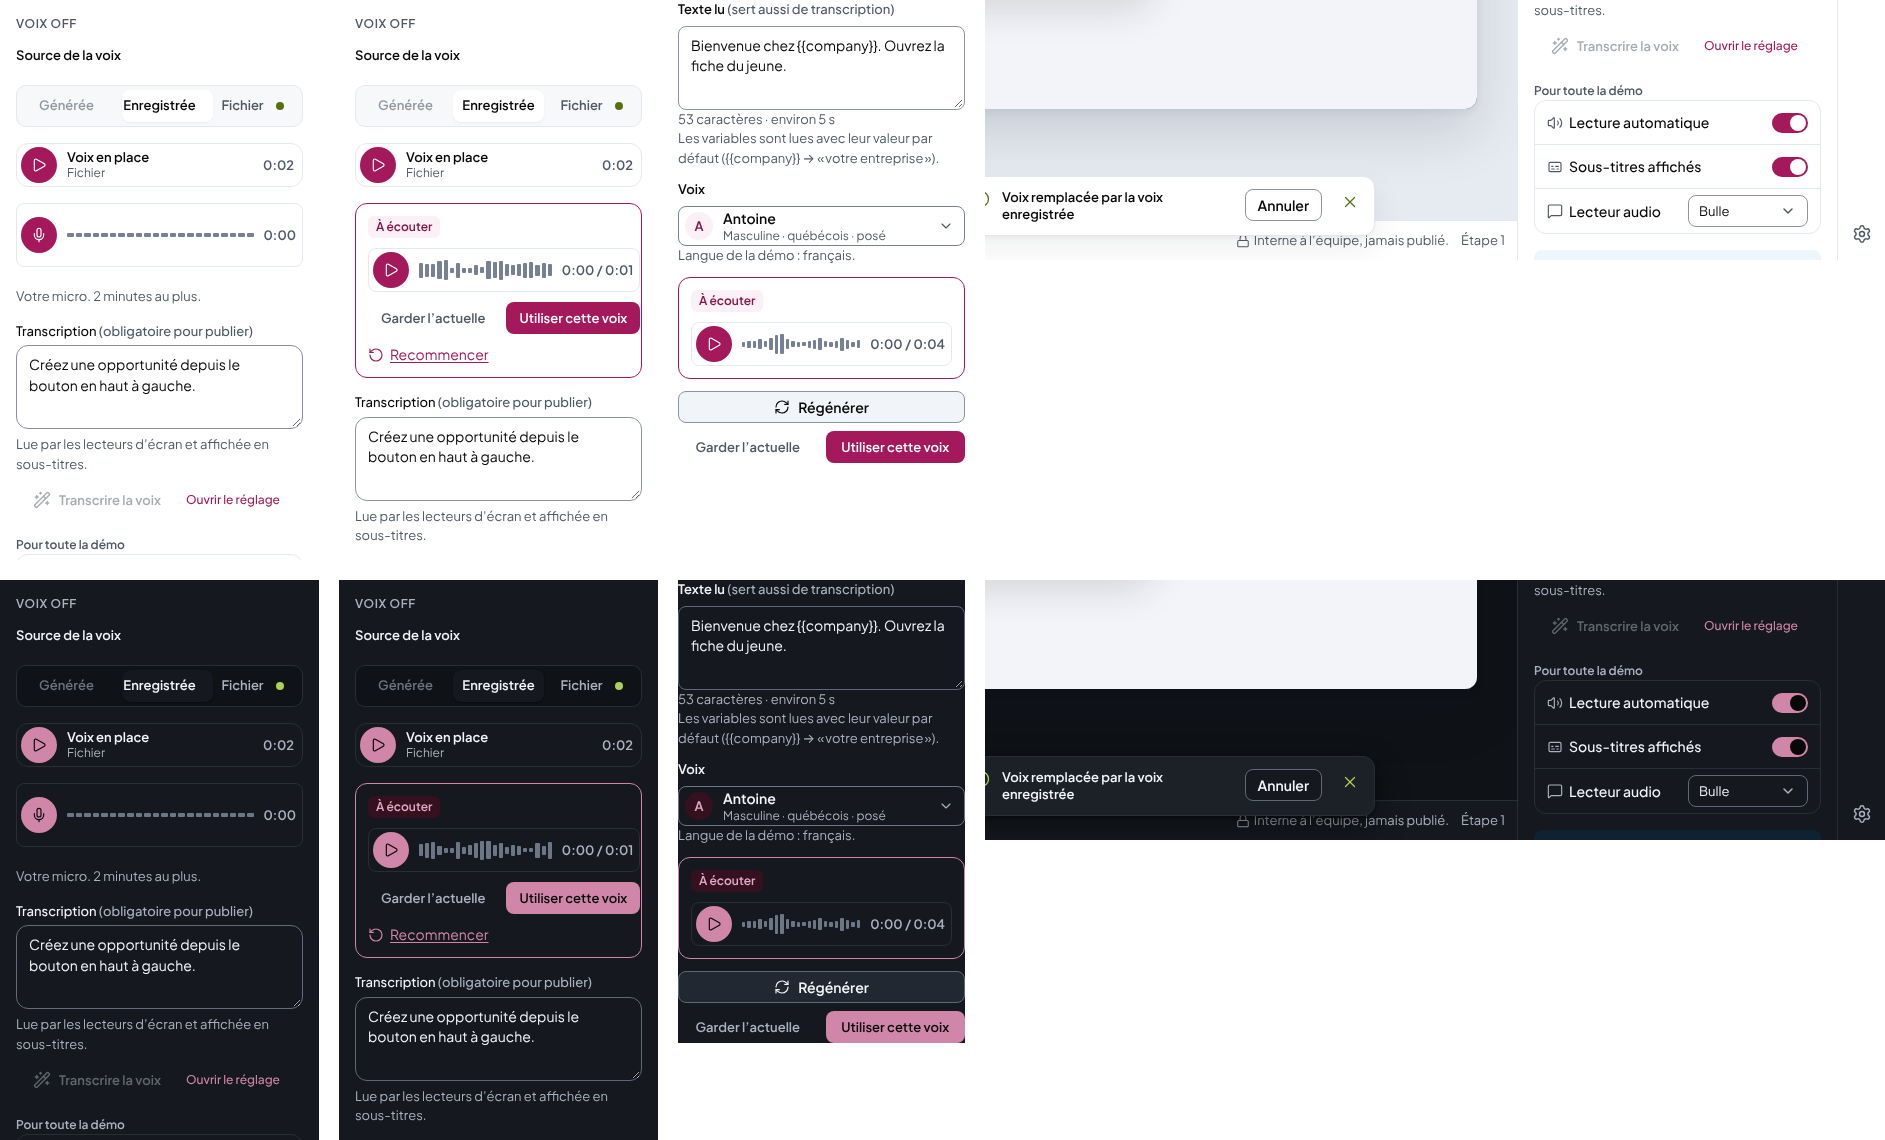 VOIX OFF
Source de la voix
Générée Enregistrée Fichier
Voix en place
Fichier
0:02
0:00
Votre micro. 2 minutes au plus.
Transcription (obligatoire pour publier)
Créez une opportunité depuis le
bouton en haut à gauche.
Lue par les lecteurs d'écran et affichée en
sous-titres.
Transcrire la voix Ouvrir le réglage
Pour toute la démo
VOIX OFF
Source de la voix
Générée Enregistrée Fichier
Voix en place
Fichier
0:02
À écouter
0:00 / 0:01
Garder l'actuelle Utiliser cette voix
Recommencer
Transcription (obligatoire pour publier)
Créez une opportunité depuis le
bouton en haut à gauche.
Lue par les lecteurs d'écran et affichée en
sous-titres.
Texte lu (sert aussi de transcription)
Bienvenue chez {{company}}. Ouvrez la
fiche du jeune.
53 caractères · environ 5 s
Les variables sont lues avec leur valeur par
défaut ({{company}} → «votre entreprise»).
Voix
A
Antoine
Masculine · québécois · posé
Langue de la démo : français.
À écouter
0:00 / 0:04
Régénérer
Garder l'actuelle Utiliser cette voix
Voix remplacée par la voix
enregistrée
Annuler
Interne à l'équipe, jamais publié. Étape 1
sous-titres.
Transcrire la voix Ouvrir le réglage
Pour toute la démo
Lecture automatique
Sous-titres affichés
Lecteur audio Bulle
VOIX OFF
Source de la voix
Générée Enregistrée Fichier
Voix en place
Fichier
0:02
0:00
Votre micro. 2 minutes au plus.
Transcription (obligatoire pour publier)
Créez une opportunité depuis le
bouton en haut à gauche.
Lue par les lecteurs d'écran et affichée en
sous-titres.
Transcrire la voix Ouvrir le réglage
Pour toute la démo
VOIX OFF
Source de la voix
Générée Enregistrée Fichier
Voix en place
Fichier
0:02
À écouter
0:00 / 0:01
Garder l'actuelle Utiliser cette voix
Recommencer
Transcription (obligatoire pour publier)
Créez une opportunité depuis le
bouton en haut à gauche.
Lue par les lecteurs d'écran et affichée en
sous-titres.
Texte lu (sert aussi de transcription)
Bienvenue chez {{company}}. Ouvrez la
fiche du jeune.
53 caractères · environ 5 s
Les variables sont lues avec leur valeur par
défaut ({{company}} → «votre entreprise»).
Voix
A
Antoine
Masculine · québécois · posé
Langue de la démo : français.
À écouter
0:00 / 0:04
Régénérer
Garder l'actuelle Utiliser cette voix
Voix remplacée par la voix
enregistrée
Annuler
Interne à l'équipe, jamais publié. Étape 1
sous-titres.
Transcrire la voix Ouvrir le réglage
Pour toute la démo
Lecture automatique
Sous-titres affichés
Lecteur audio Bulle